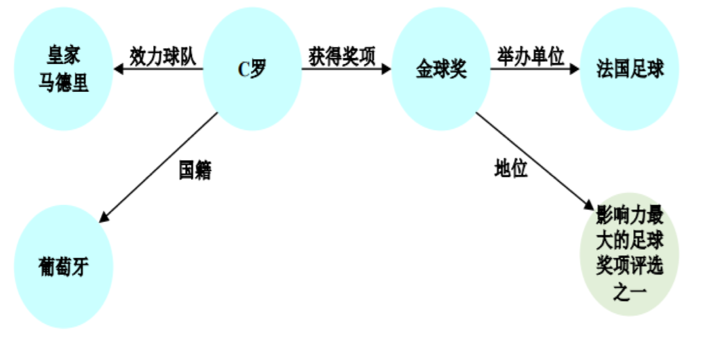 皇家
马德里
效力球队
C罗
获得奖项
金球奖
举办单位
法国足球
国籍
地位
葡萄牙
影响力最
大的足球
奖项评选
之一